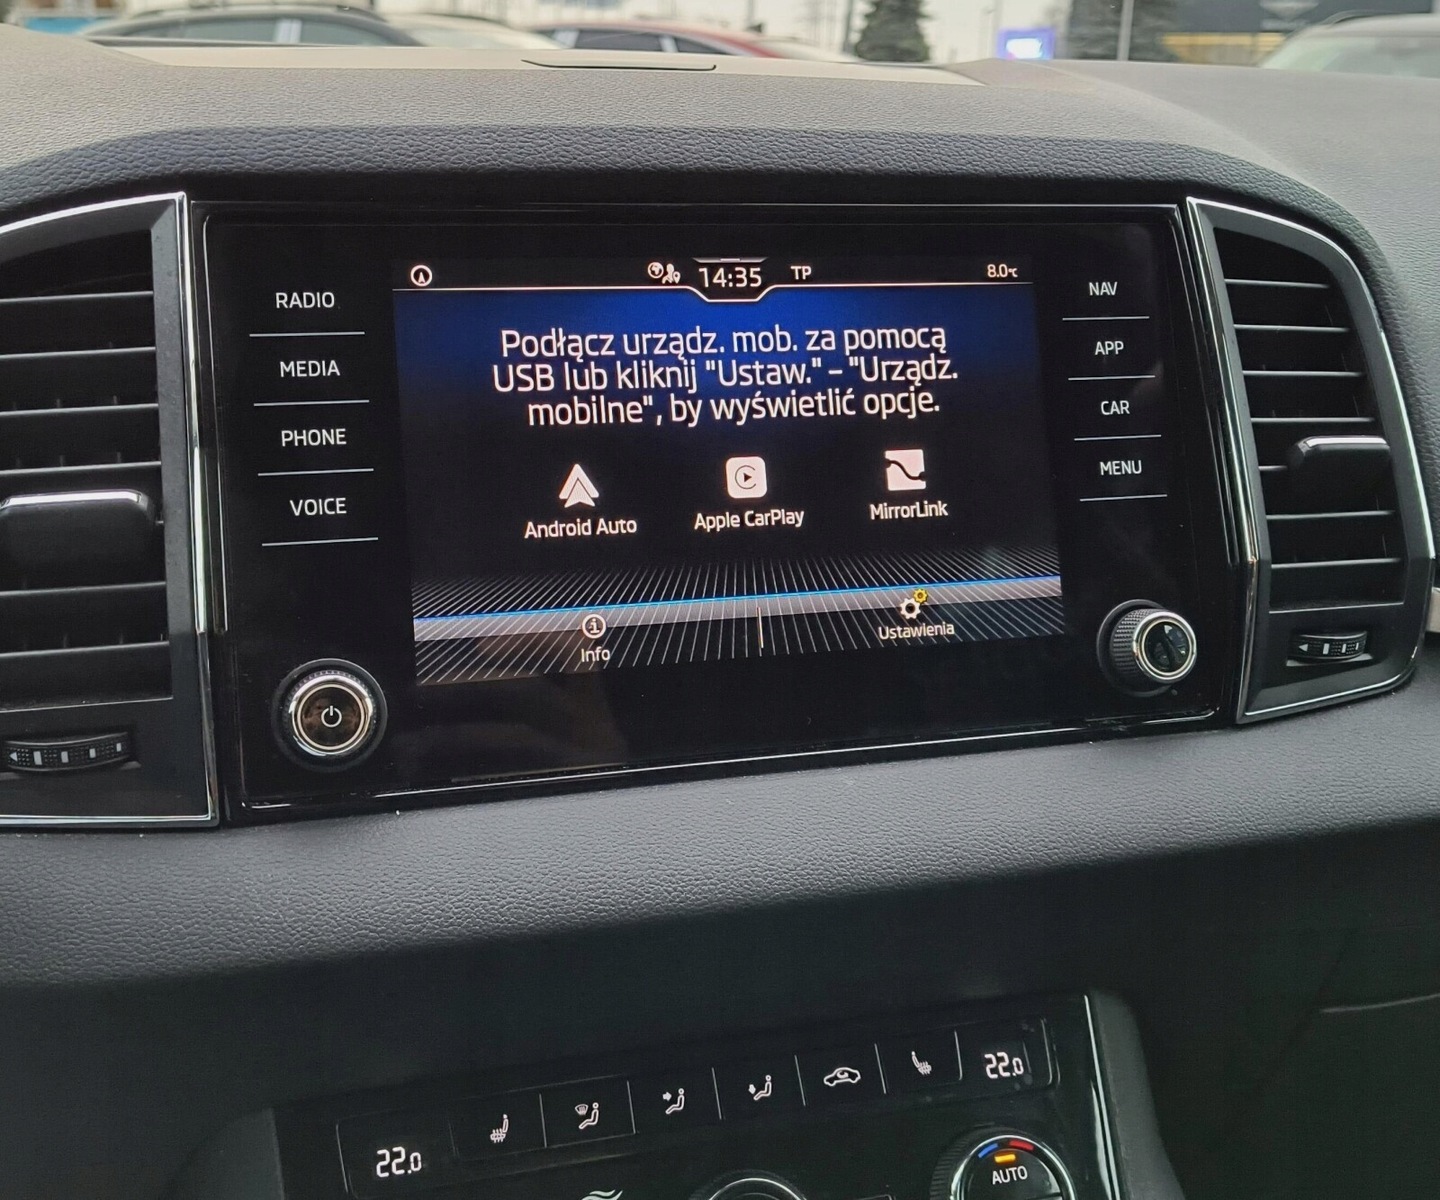 14:35
TP
8.0°C
RADIO
MEDIA
PHONE
VOICE
Podłącz urządz. mob. za pomocą
USB lub kliknij "Ustaw." – "Urządz.
mobilne", by wyświetlić opcje.
Android Auto
Apple CarPlay
MirrorLink
Info
Ustawienia
NAV
APP
CAR
MENU
22.0
22.0
AUTO